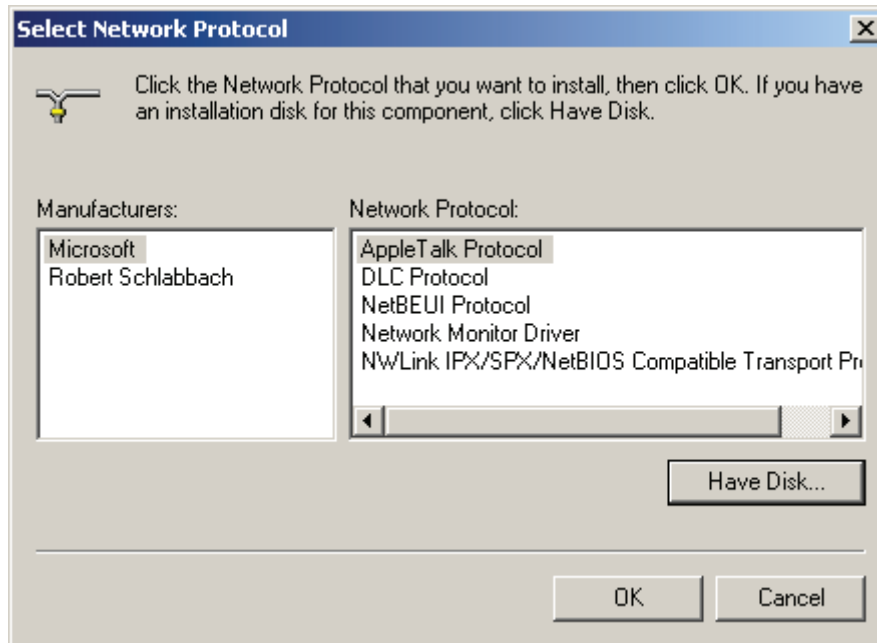 Select Network Protocol
Click the Network Protocol that you want to install, then click OK. If you have
an installation disk for this component, click Have Disk.
Manufacturers:
Microsoft
Robert Schlabbach
Network Protocol:
AppleTalk Protocol
DLC Protocol
NetBEUI Protocol
Network Monitor Driver
NWLink IPX/SPX/NetBIOS Compatible Transport Pr
Have Disk...
OK
Cancel